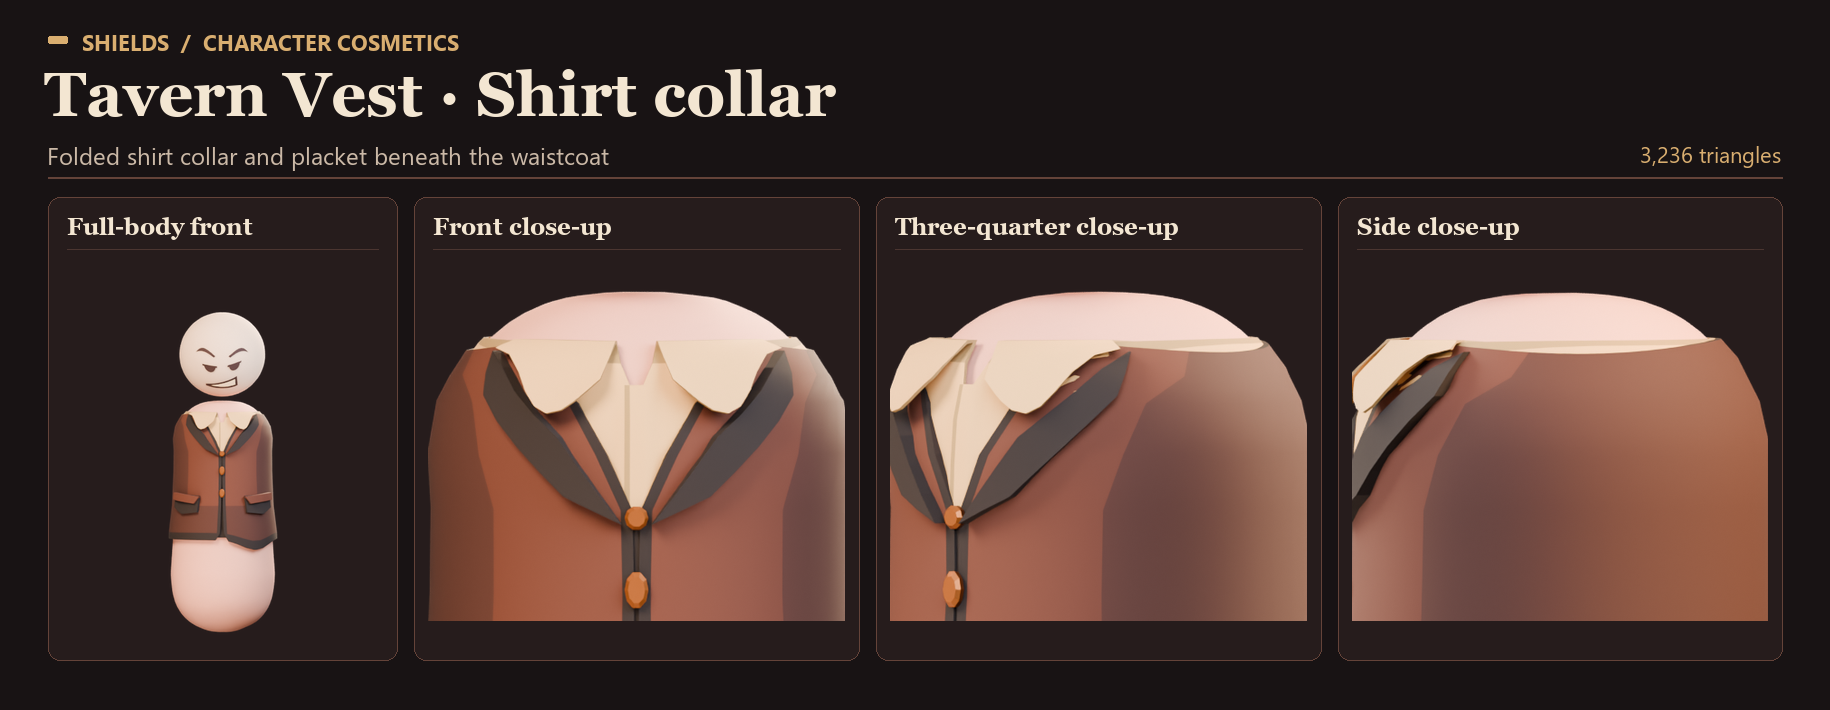 SHIELDS / CHARACTER COSMETICS
Tavern Vest · Shirt collar
Folded shirt collar and placket beneath the waistcoat
3,236 triangles
Full-body front
Front close-up
Three-quarter close-up
Side close-up